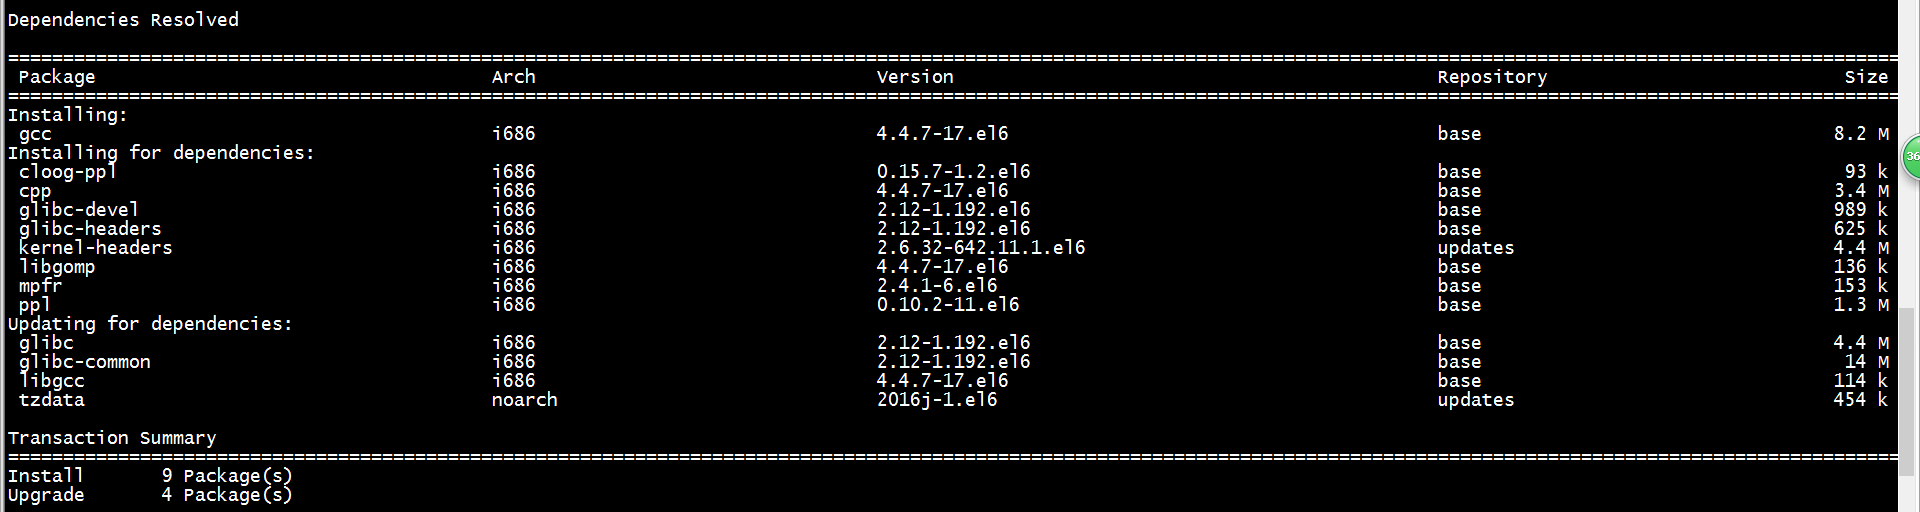 Dependencies Resolved
================================================================================
Package Arch Version Repository Size
================================================================================
Installing:
gcc i686 4.4.7-17.el6 base 8.2 M
Installing for dependencies:
cloog-ppl i686 0.15.7-1.2.el6 base 93 k
cpp i686 4.4.7-17.el6 base 3.4 M
glibc-devel i686 2.12-1.192.el6 base 989 k
glibc-headers i686 2.12-1.192.el6 base 625 k
kernel-headers i686 2.6.32-642.11.1.el6 updates 4.4 M
libgomp i686 4.4.7-17.el6 base 136 k
mpfr i686 2.4.1-6.el6 base 153 k
ppl i686 0.10.2-11.el6 base 1.3 M
Updating for dependencies:
glibc i686 2.12-1.192.el6 base 4.4 M
glibc-common i686 2.12-1.192.el6 base 14 M
libgcc i686 4.4.7-17.el6 base 114 k
tzdata noarch 2016j-1.el6 updates 454 k
Transaction Summary
================================================================================
Install 9 Package(s)
Upgrade 4 Package(s)
36